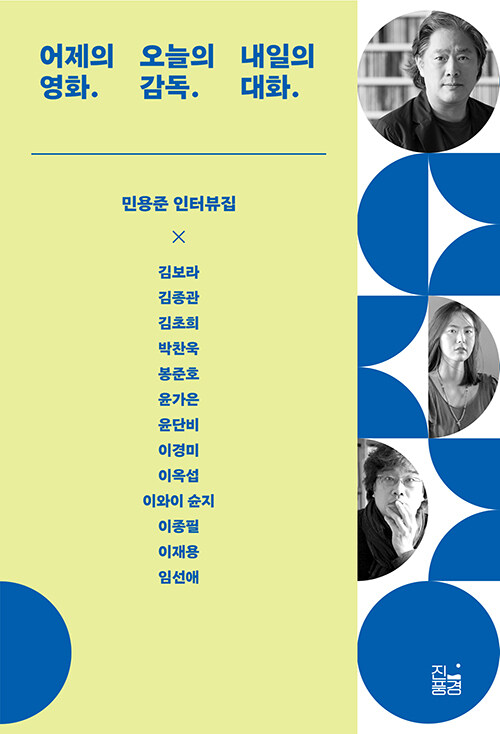 어제의 오늘의 내일의
영화. 감독. 대화.
민용준 인터뷰집
×
김보라
김종관
김초희
박찬욱
봉준호
윤가은
윤단비
이경미
이옥섭
이와이 슌지
이종필
이재용
임선애
진
풍경